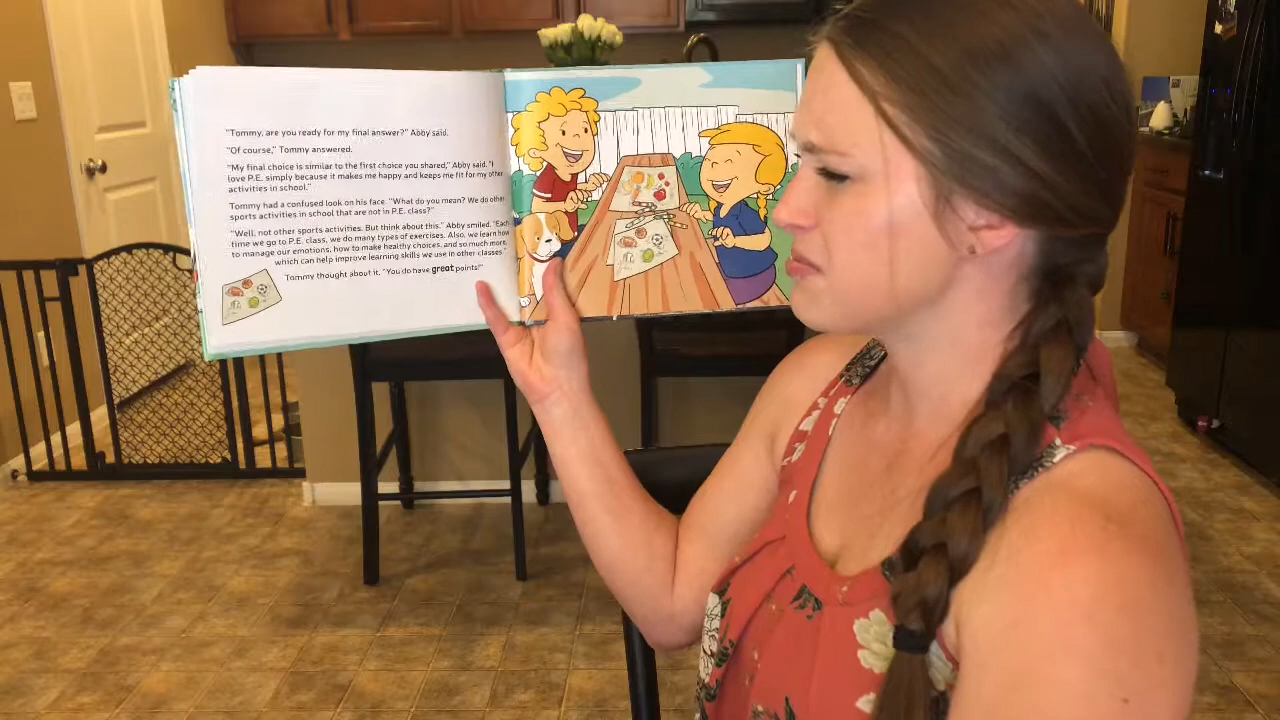 "Tommy, are you ready for my final answer?" Abby said.
"Of course," Tommy answered.
"My final choice is similar to the first choice you shared," Abby said. "I
love P.E. simply because it makes me happy and keeps me fit for my other
activities in school."
Tommy had a confused look on his face. "What do you mean? We do other
sports activities in school that are not in P.E. class?"
"Well, not other sports activities. But think about this." Abby smiled. "Each
time we go to P.E. class, we do many types of exercises. Also, we learn how
to manage our emotions, how to make healthy choices, and so much more,
which can help improve learning skills we use in other classes."
Tommy thought about it. "You do have great points!"